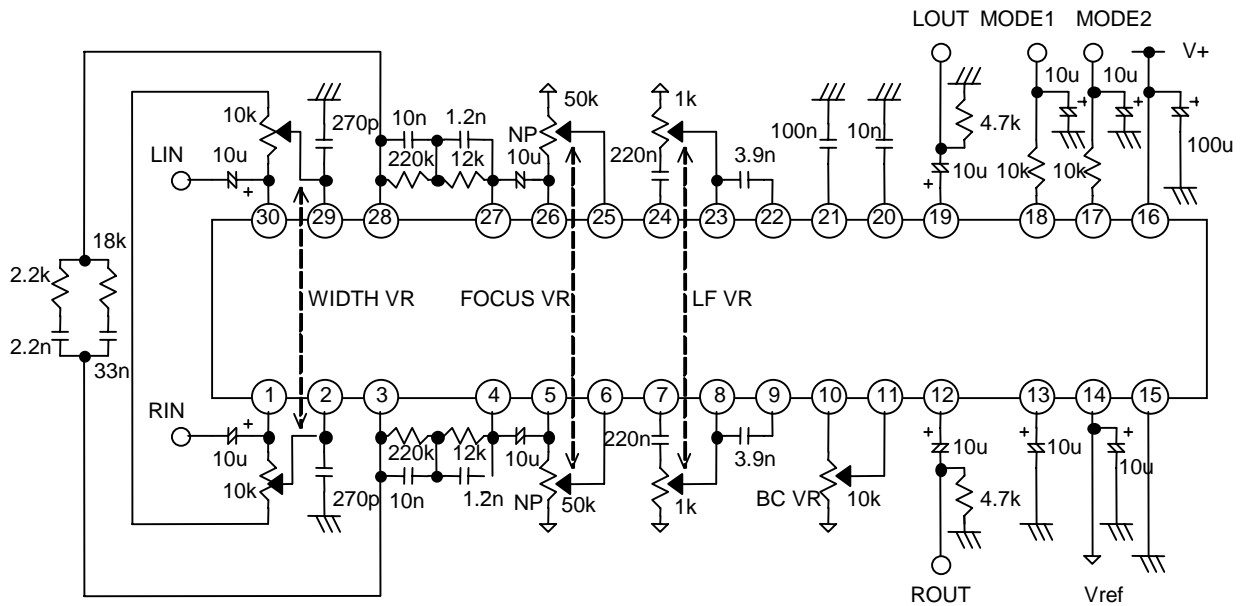 LOUT MODE1 MODE2
V+
10u 10u
50k 1k
10k 10n 1.2n
270p NP 4.7k
100n 10n 100u
LIN 10u 220k 12k 10u 220n 3.9n 10u 10k 10k
+ + + + +
30 29 28 27 26 25 24 23 22 21 20 19 18 17 16
18k
2.2k
WIDTH VR FOCUS VR LF VR
2.2n
33n
1 2 3 4 5 6 7 8 9 10 11 12 13 14 15
RIN + + + +
10u 220k 12k 10u 220n 3.9n 10u 10u 10u
10k 270p 10n 1.2n NP 50k 1k BC VR 10k 4.7k
ROUT Vref